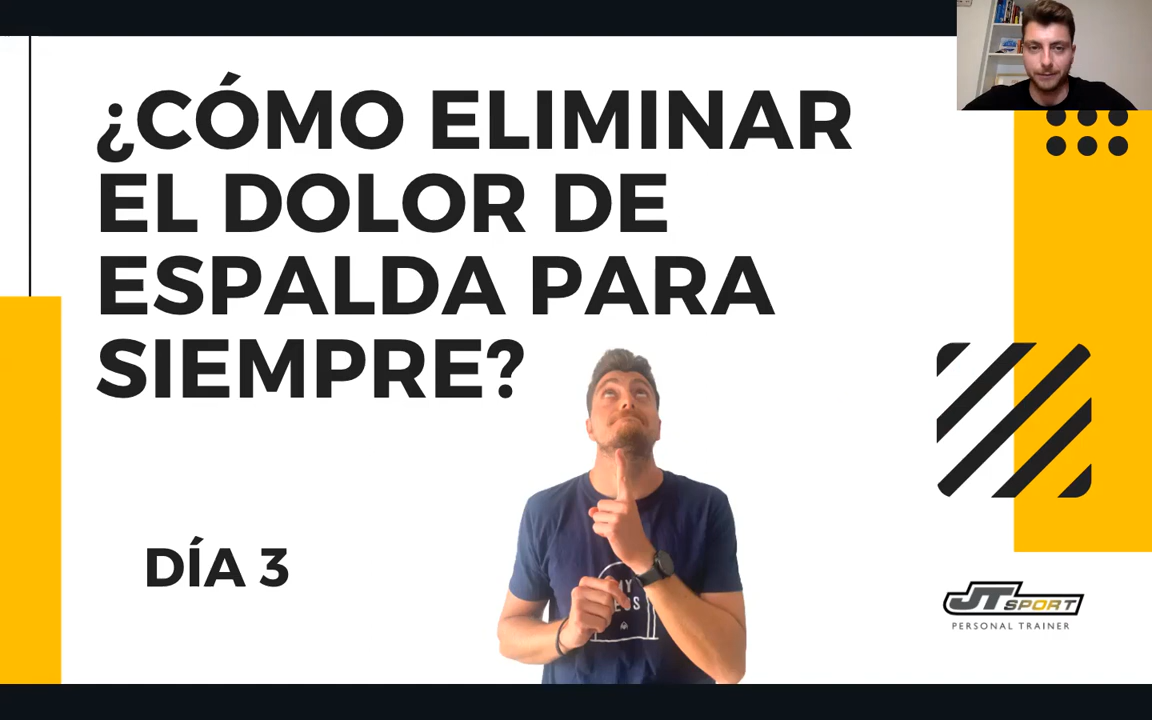 ¿CÓMO ELIMINAR
EL DOLOR DE
ESPALDA PARA
SIEMPRE?
DÍA 3
JT SPORT
PERSONAL TRAINER